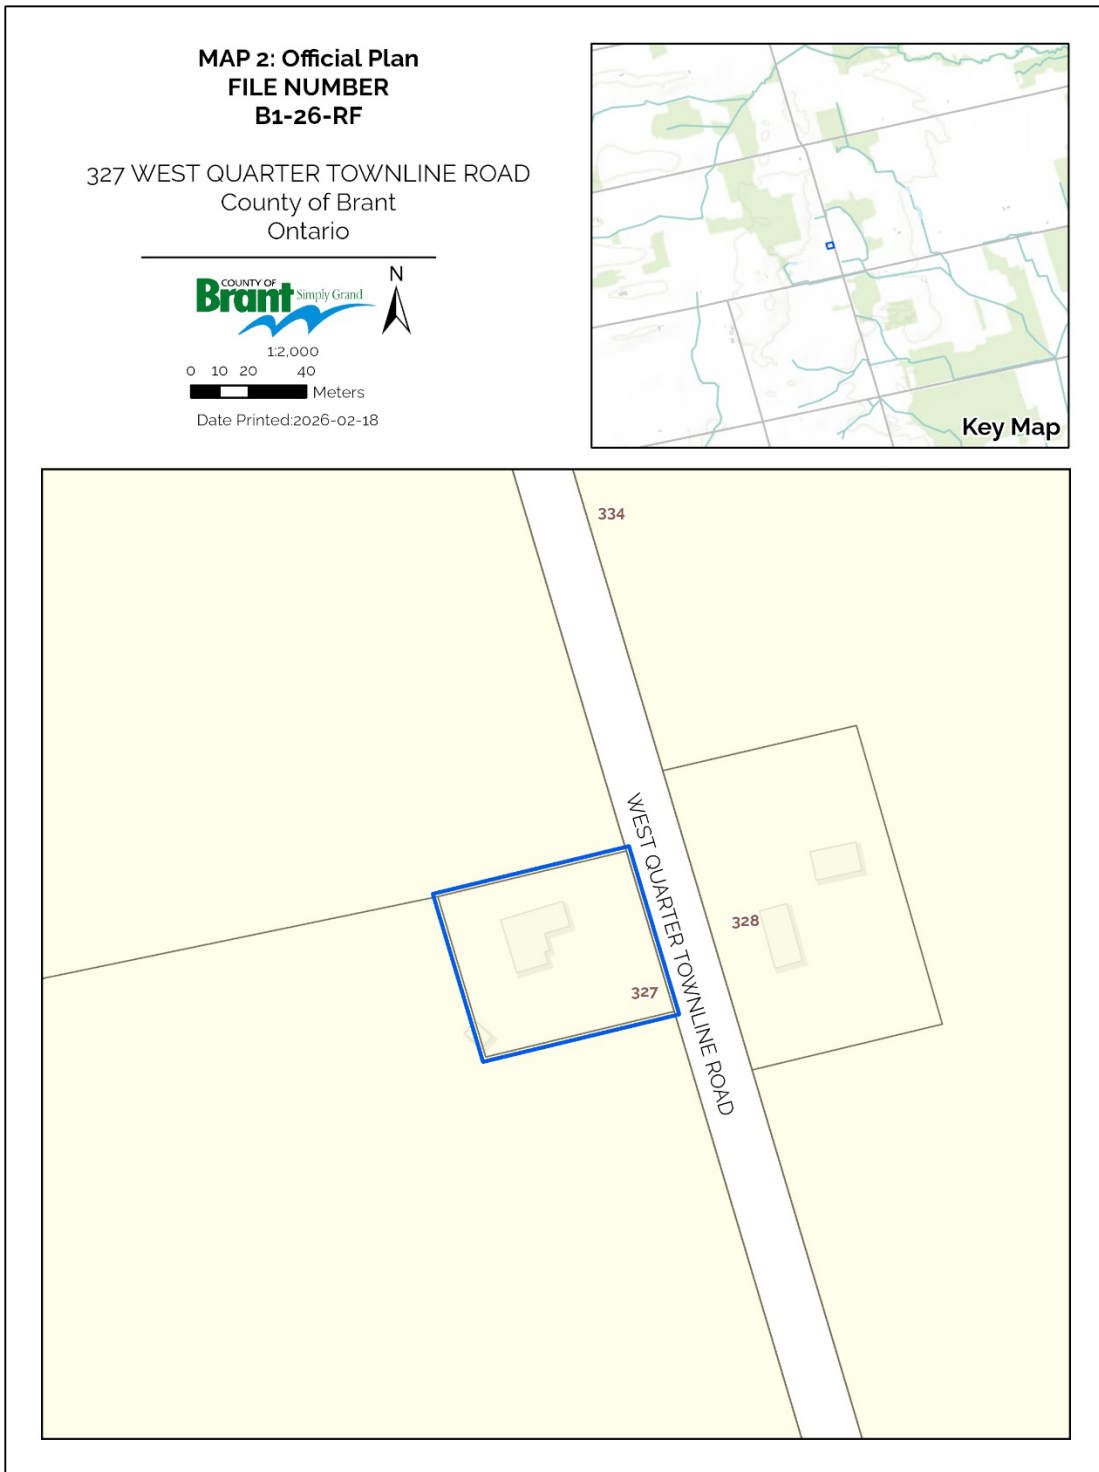 MAP 2: Official Plan
FILE NUMBER
B1-26-RF
327 WEST QUARTER TOWNLINE ROAD
County of Brant
Ontario
COUNTY OF
Brant Simply Grand
N
1:2,000
0 10 20 40
Meters
Date Printed:2026-02-18
Key Map
334
WEST QUARTER TOWNLINE ROAD
328
327